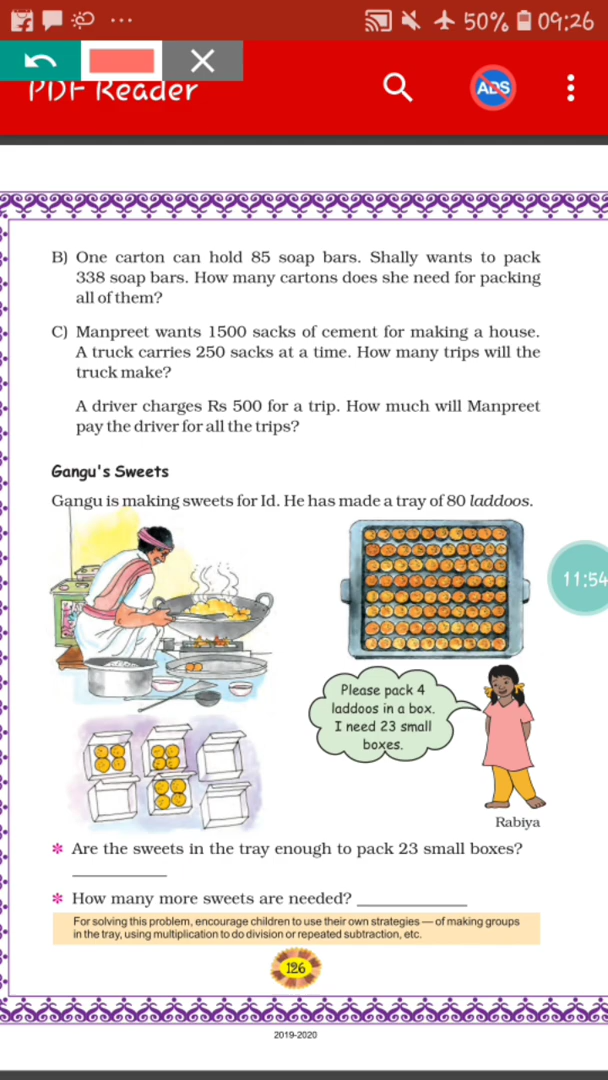 50% 09:26
PDF Reader
ADS
B) One carton can hold 85 soap bars. Shally wants to pack
338 soap bars. How many cartons does she need for packing
all of them?
C) Manpreet wants 1500 sacks of cement for making a house.
A truck carries 250 sacks at a time. How many trips will the
truck make?
A driver charges Rs 500 for a trip. How much will Manpreet
pay the driver for all the trips?
Gangu's Sweets
Gangu is making sweets for Id. He has made a tray of 80 laddoos.
11:54
Please pack 4
laddoos in a box.
I need 23 small
boxes.
Rabiya
* Are the sweets in the tray enough to pack 23 small boxes?
* How many more sweets are needed?
For solving this problem, encourage children to use their own strategies — of making groups
in the tray, using multiplication to do division or repeated subtraction, etc.
126
2019-2020